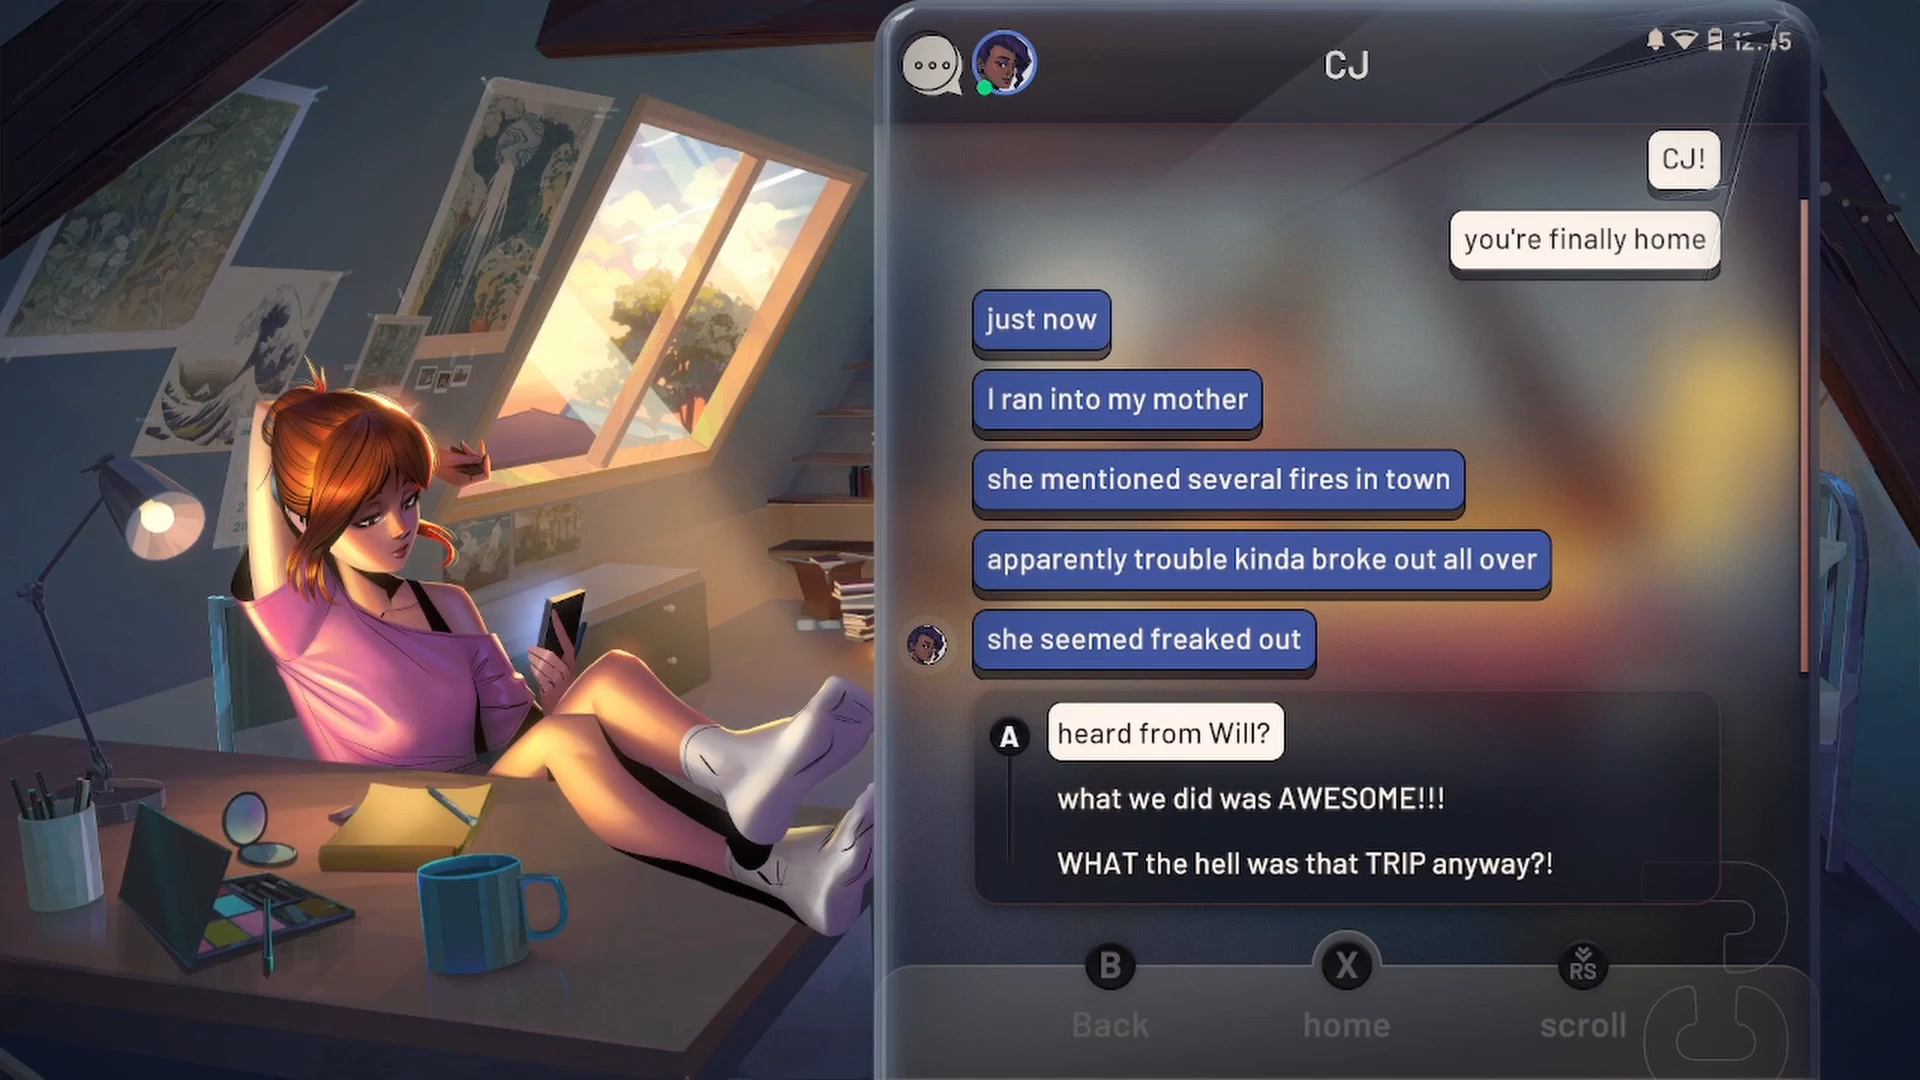 CJ
CJ!
you're finally home
just now
I ran into my mother
she mentioned several fires in town
apparently trouble kinda broke out all over
she seemed freaked out
A
heard from Will?
what we did was AWESOME!!!
WHAT the hell was that TRIP anyway?!
B
X
RS
Back
home
scroll
CJ